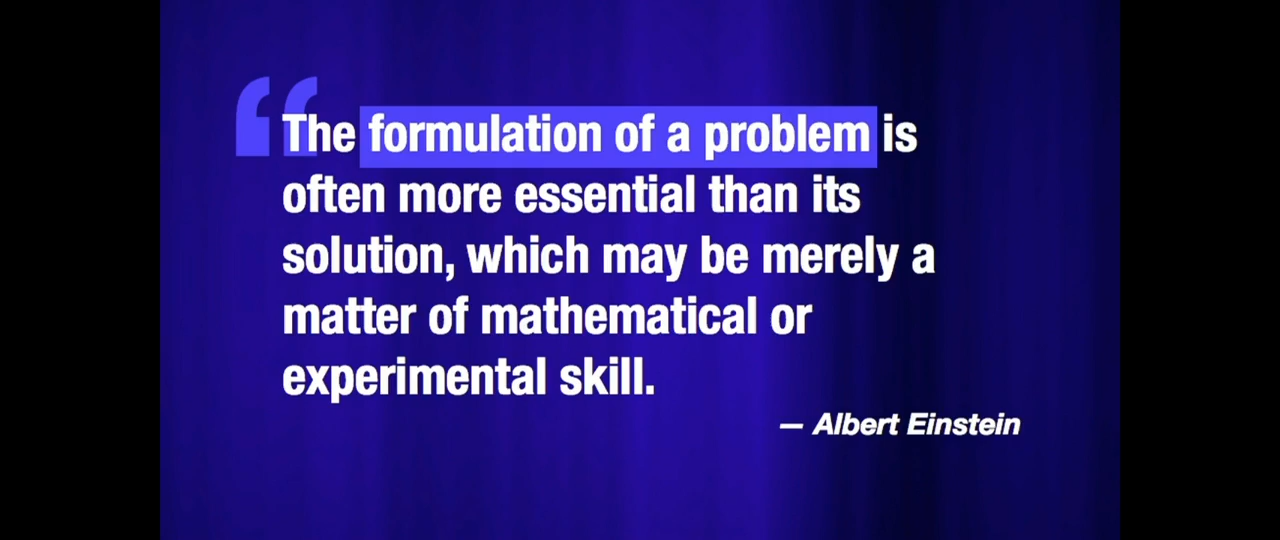 “The formulation of a problem is
often more essential than its
solution, which may be merely a
matter of mathematical or
experimental skill.
— Albert Einstein